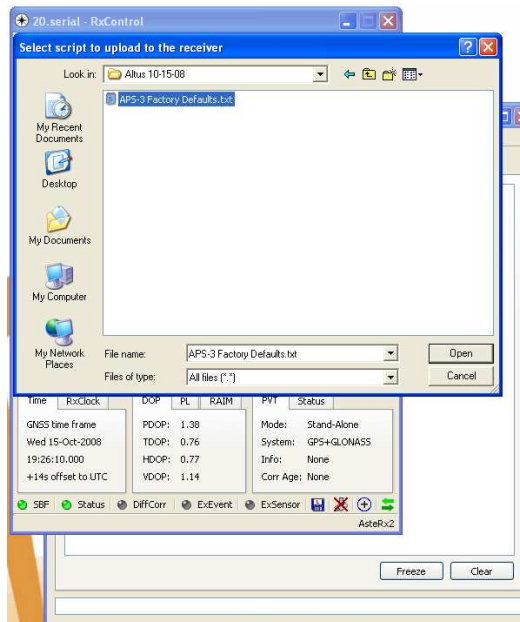 20.serial - RxControl
Select script to upload to the receiver
Look in:
Altus 10-15-08
APS-3 Factory Defaults.txt
My Recent
Documents
Desktop
My Documents
My Computer
My Network
Places
File name:
APS-3 Factory Defaults.txt
Open
Files of type:
All files (*.*)
Cancel
Time RxClock DOP PL RAIM PVT Status
GNSS time frame
Wed 15-Oct-2008
19:26:10.000
+14s offset to UTC
PDOP: 1.38
TDOP: 0.76
HDOP: 0.77
VDOP: 1.14
Mode: Stand-Alone
System: GPS+GLONASS
Info: None
Corr Age: None
SBF Status DiffCorr ExEvent ExSensor
AsteRx2
Freeze Clear